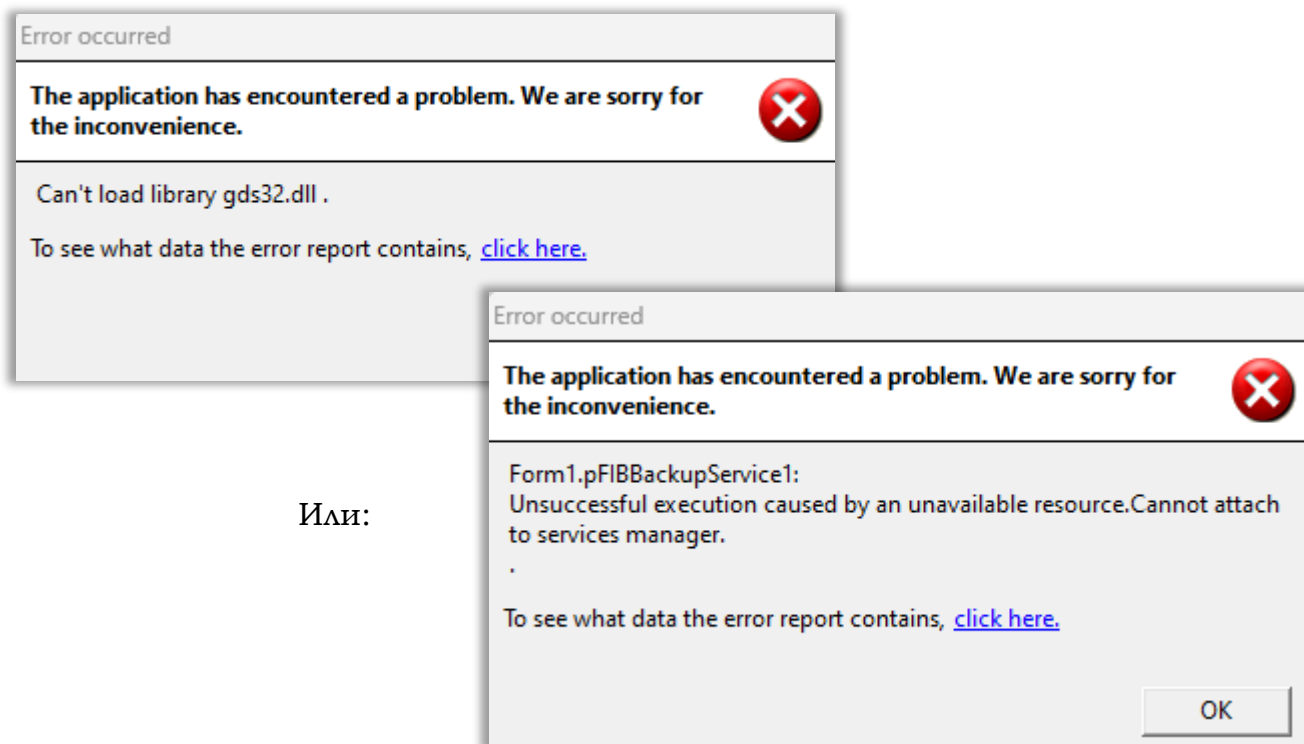 Error occurred
The application has encountered a problem. We are sorry for
the inconvenience.
Can't load library gds32.dll .
To see what data the error report contains, click here.
Или:
Error occurred
The application has encountered a problem. We are sorry for
the inconvenience.
Form1.pFIBBackupService1:
Unsuccessful execution caused by an unavailable resource.Cannot attach
to services manager.
.
To see what data the error report contains, click here.
OK